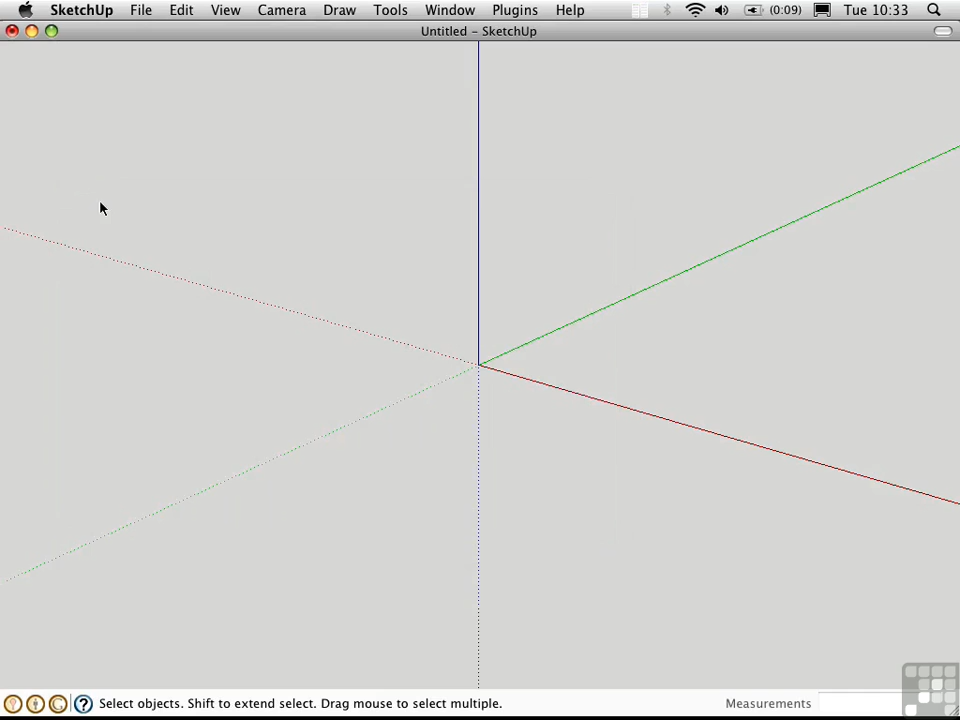 SketchUp File Edit View Camera Draw Tools Window Plugins Help (0:09) Tue 10:33
Untitled – SketchUp
Select objects. Shift to extend select. Drag mouse to select multiple. Measurements